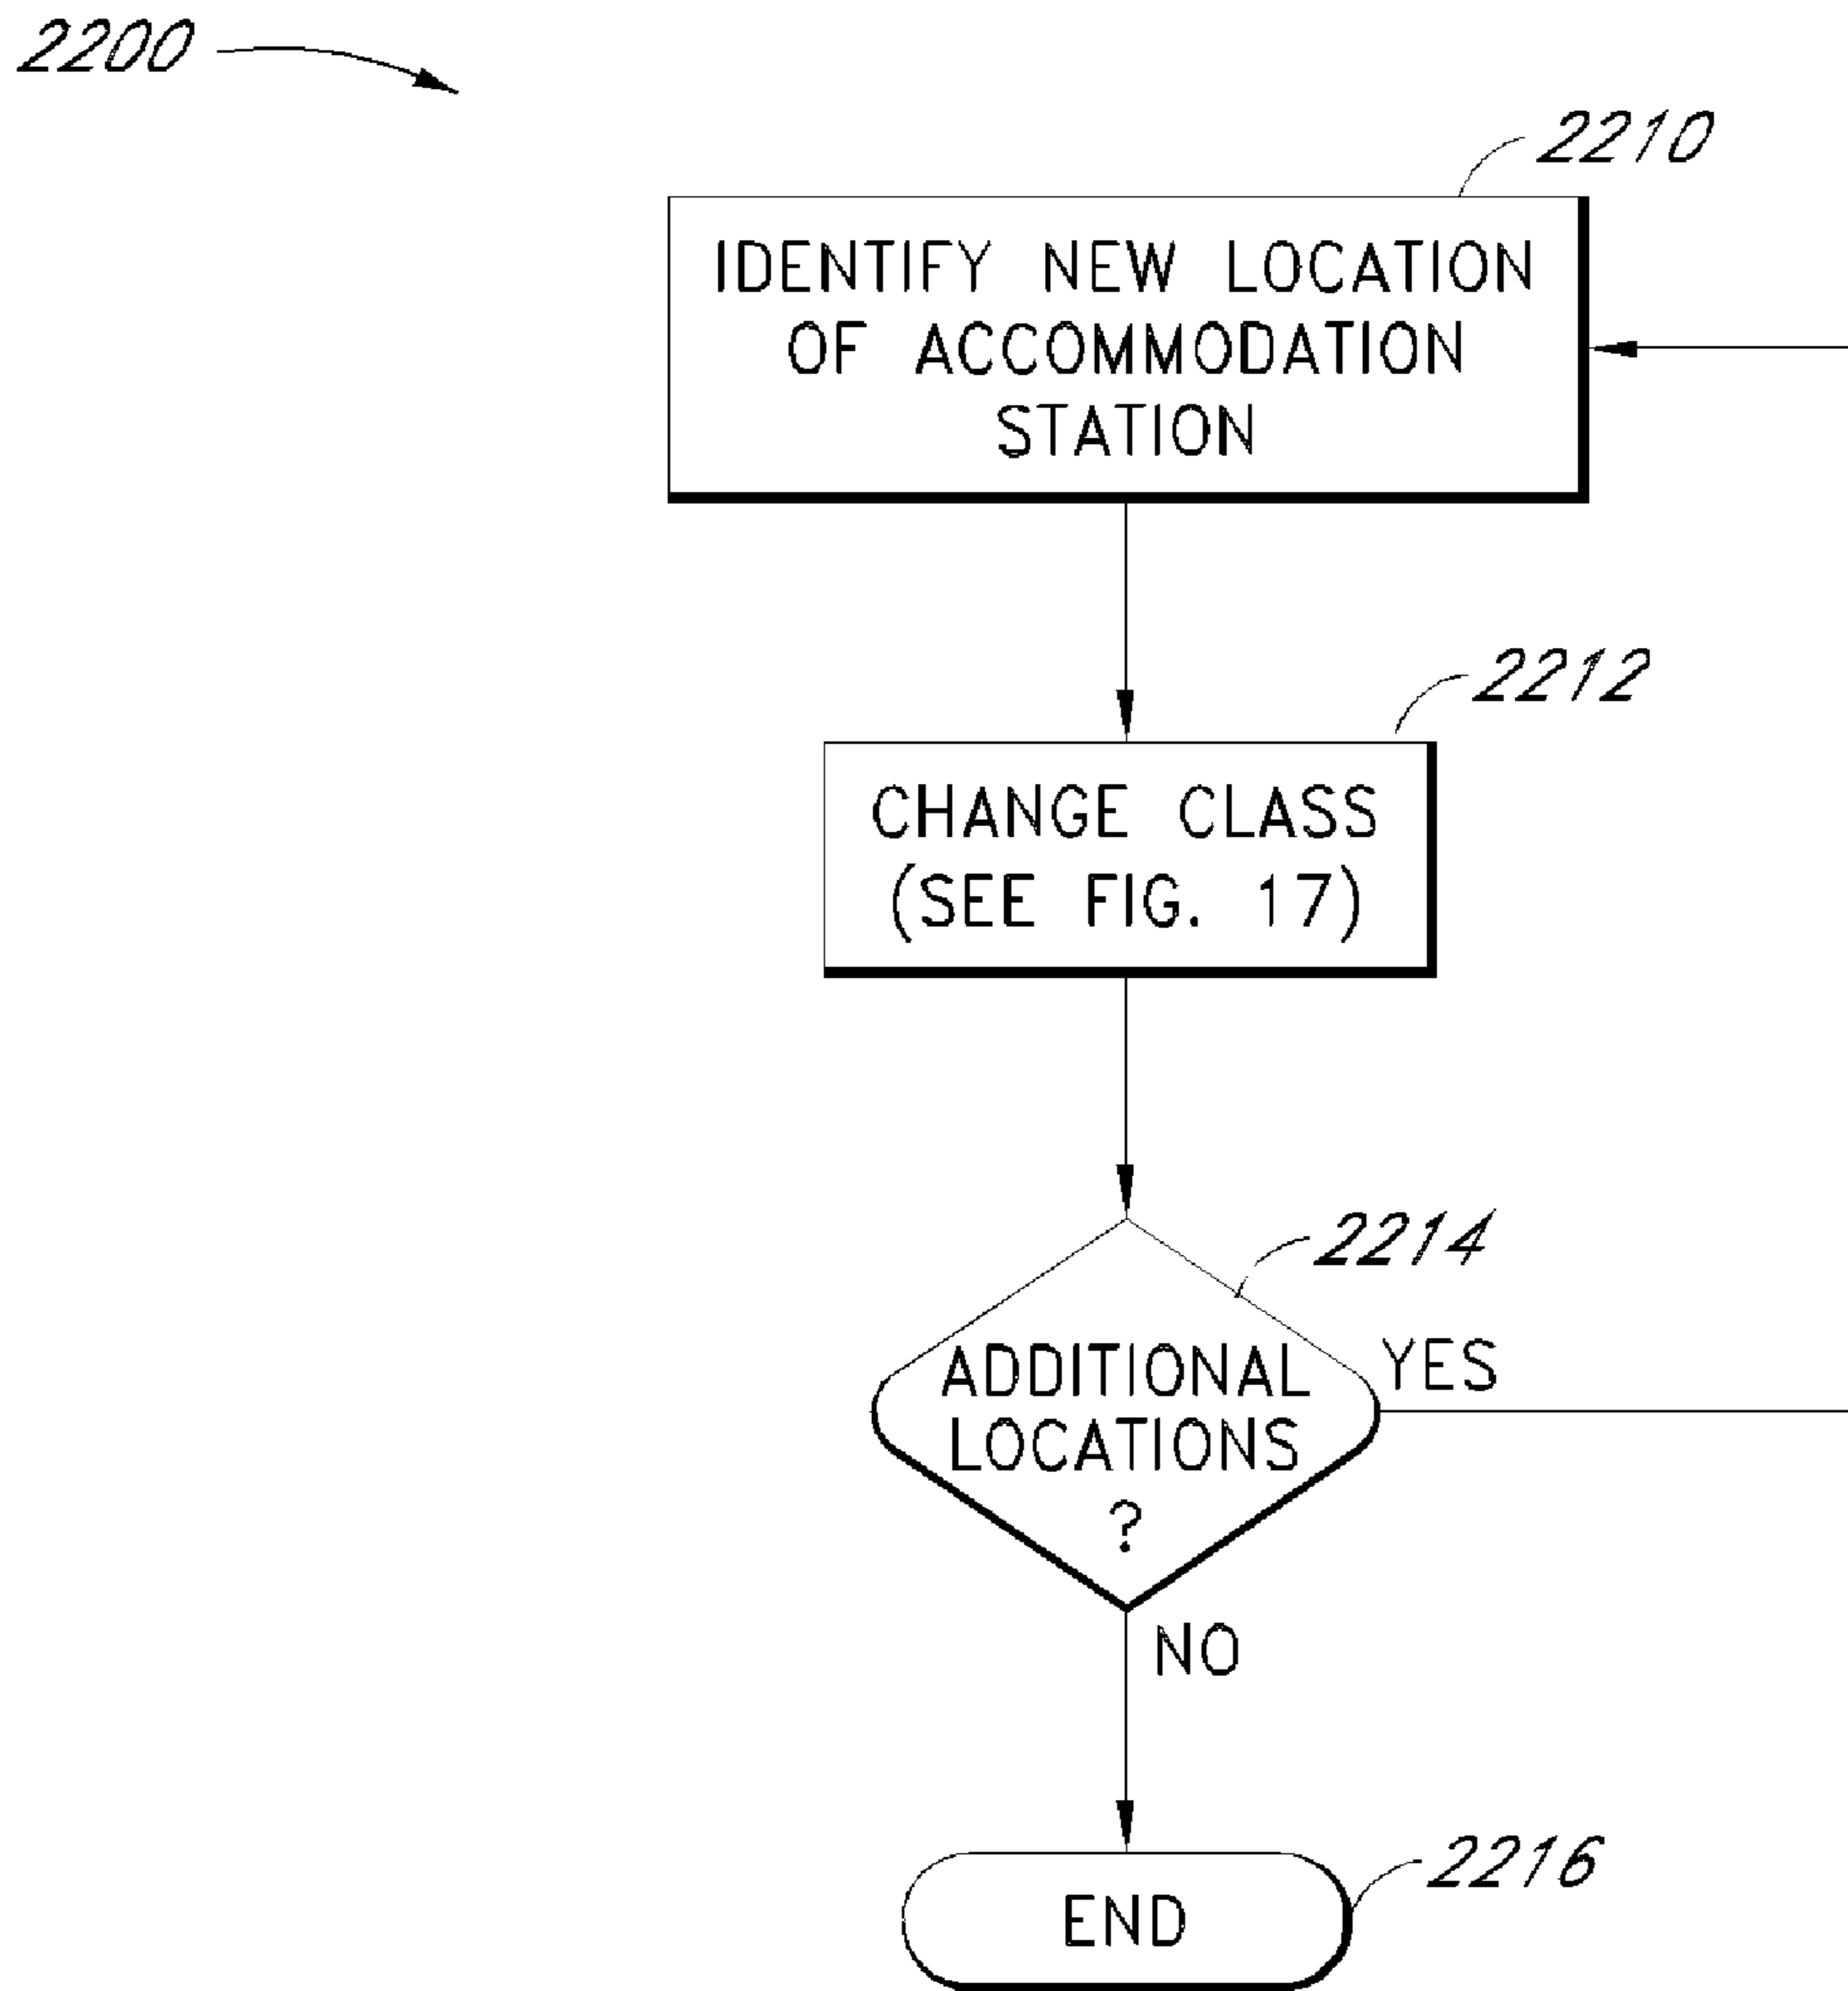 2200
2210
IDENTIFY NEW LOCATION
OF ACCOMMODATION
STATION
2212
CHANGE CLASS
(SEE FIG. 17)
2214
ADDITIONAL
LOCATIONS
?
YES
NO
2216
END